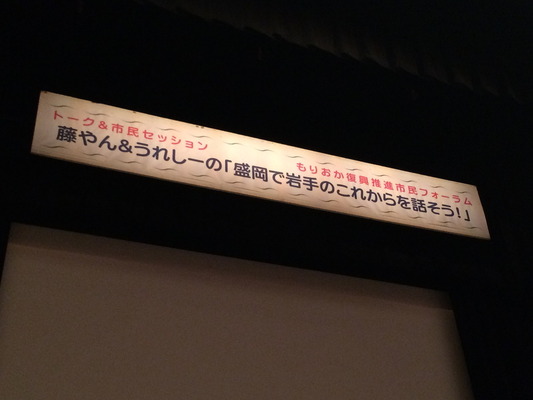 トーク&市民セッション
もりおか復興推進市民フォーラム
藤やん&うれしーの「盛岡で岩手のこれからを話そう!」